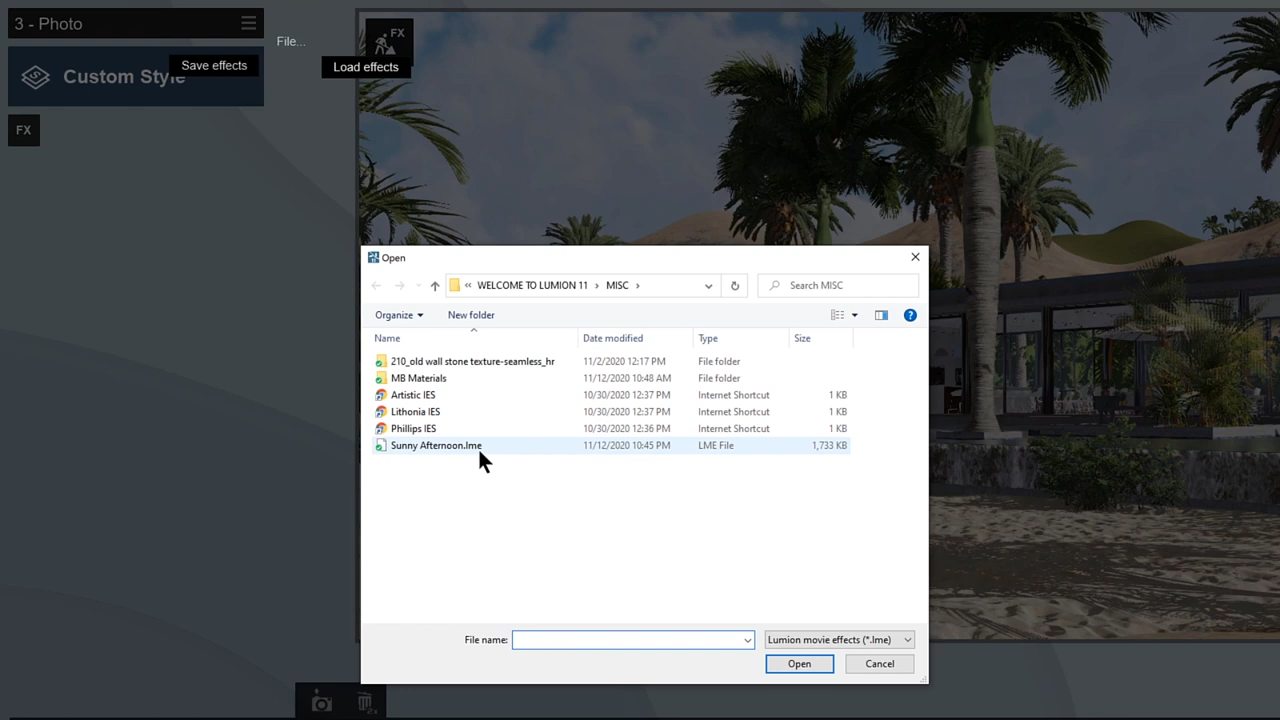 3 - Photo
File...
FX
Save effects
Load effects
Custom Style
FX
Open
« WELCOME TO LUMION 11 › MISC ›
Search MISC
Organize
New folder
Name Date modified Type Size
210_old wall stone texture-seamless_hr 11/2/2020 12:17 PM File folder
MB Materials 11/12/2020 10:48 AM File folder
Artistic IES 10/30/2020 12:37 PM Internet Shortcut 1 KB
Lithonia IES 10/30/2020 12:37 PM Internet Shortcut 1 KB
Phillips IES 10/30/2020 12:36 PM Internet Shortcut 1 KB
Sunny Afternoon.lme 11/12/2020 10:45 PM LME File 1,733 KB
File name:
Lumion movie effects (*.lme)
Open
Cancel